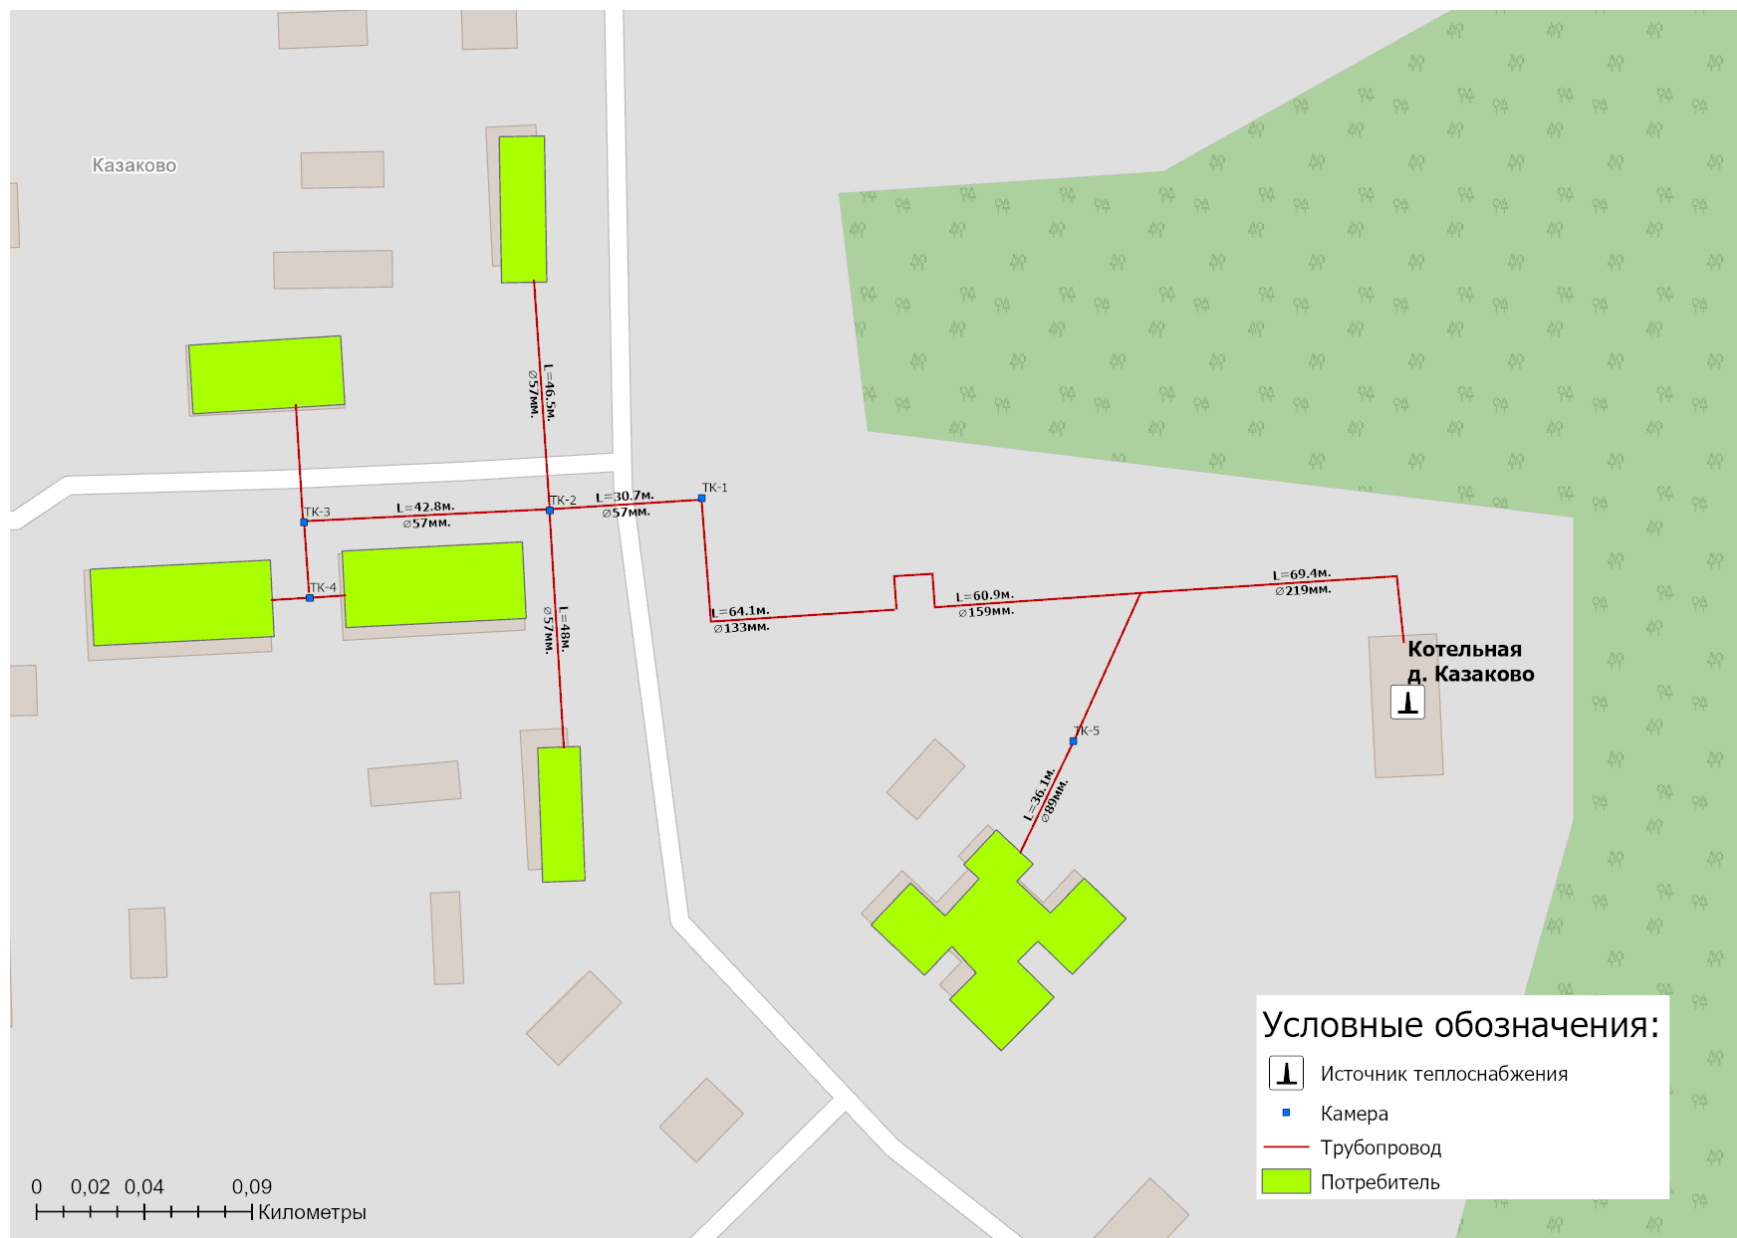 Казаково
L=46.5м.
∅57мм.
ТК-1
ТК-2
L=30.7м.
∅57мм.
ТК-3
L=42.8м.
∅57мм.
ТК-4
L=48м.
∅57мм.
L=64.1м.
∅133мм.
L=60.9м.
∅159мм.
L=69.4м.
∅219мм.
Котельная
д. Казаково
ТК-5
L=36.1м.
∅89мм.
Условные обозначения:
Источник теплоснабжения
Камера
Трубопровод
Потребитель
0 0,02 0,04 0,09
Километры